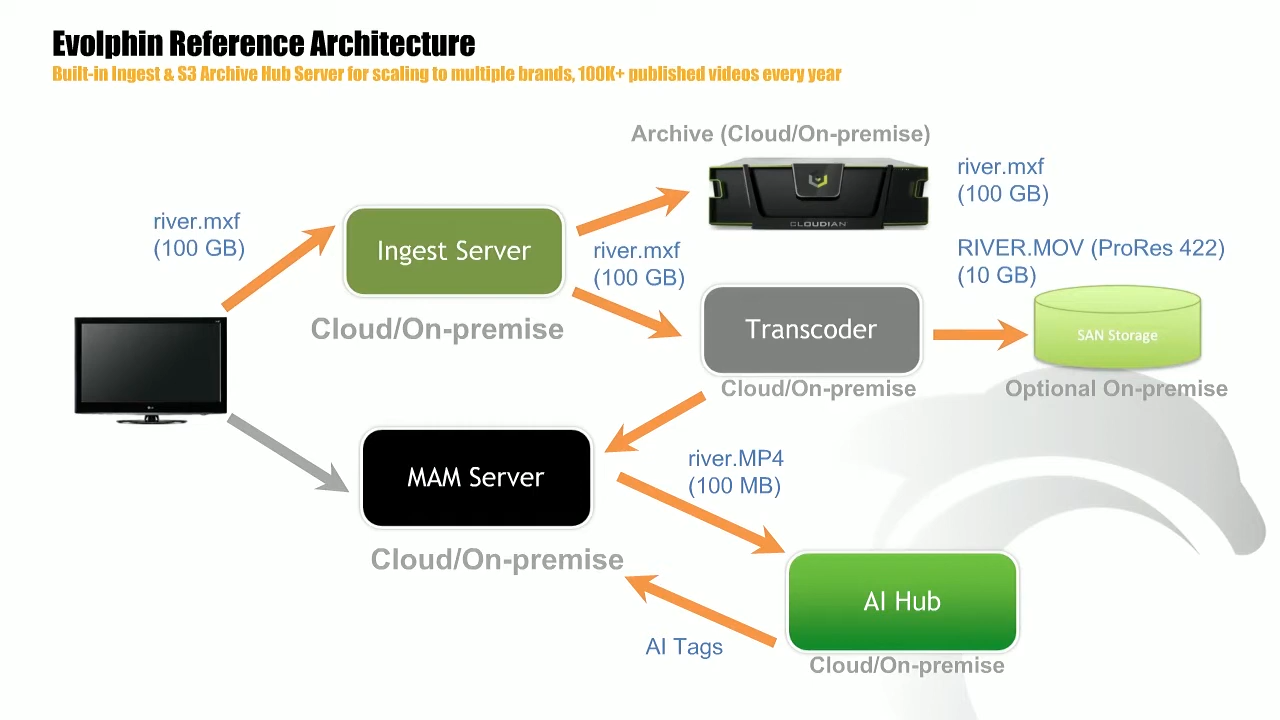 Evolphin Reference Architecture
Built-in Ingest & S3 Archive Hub Server for scaling to multiple brands, 100K+ published videos every year
Archive (Cloud/On-premise)
river.mxf
(100 GB)
CLOUDIAN
river.mxf
(100 GB)
Ingest Server
Cloud/On-premise
river.mxf
(100 GB)
RIVER.MOV (ProRes 422)
(10 GB)
Transcoder
Cloud/On-premise
SAN Storage
Optional On-premise
MAM Server
Cloud/On-premise
river.MP4
(100 MB)
AI Hub
Cloud/On-premise
AI Tags